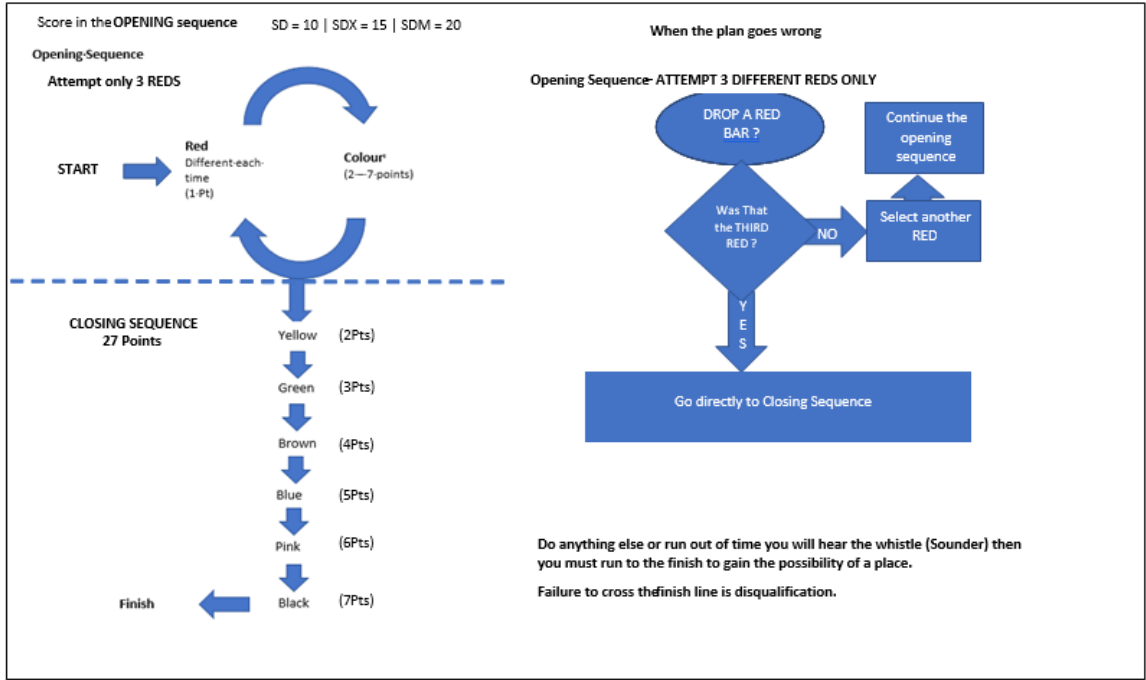 Score in the OPENING sequence SD = 10 | SDX = 15 | SDM = 20
Opening-Sequence
Attempt only 3 REDS
START
Red
Different-each-
time
(1-Pt)
Colour
(2-–7-points)
CLOSING SEQUENCE
27 Points
Yellow (2Pts)
Green (3Pts)
Brown (4Pts)
Blue (5Pts)
Pink (6Pts)
Black (7Pts)
Finish
When the plan goes wrong
Opening Sequence- ATTEMPT 3 DIFFERENT REDS ONLY
DROP A RED
BAR ?
Was That
the THIRD
RED ?
NO
Select another
RED
Continue the
opening
sequence
Y
E
S
Go directly to Closing Sequence
Do anything else or run out of time you will hear the whistle (Sounder) then
you must run to the finish to gain the possibility of a place.
Failure to cross the finish line is disqualification.